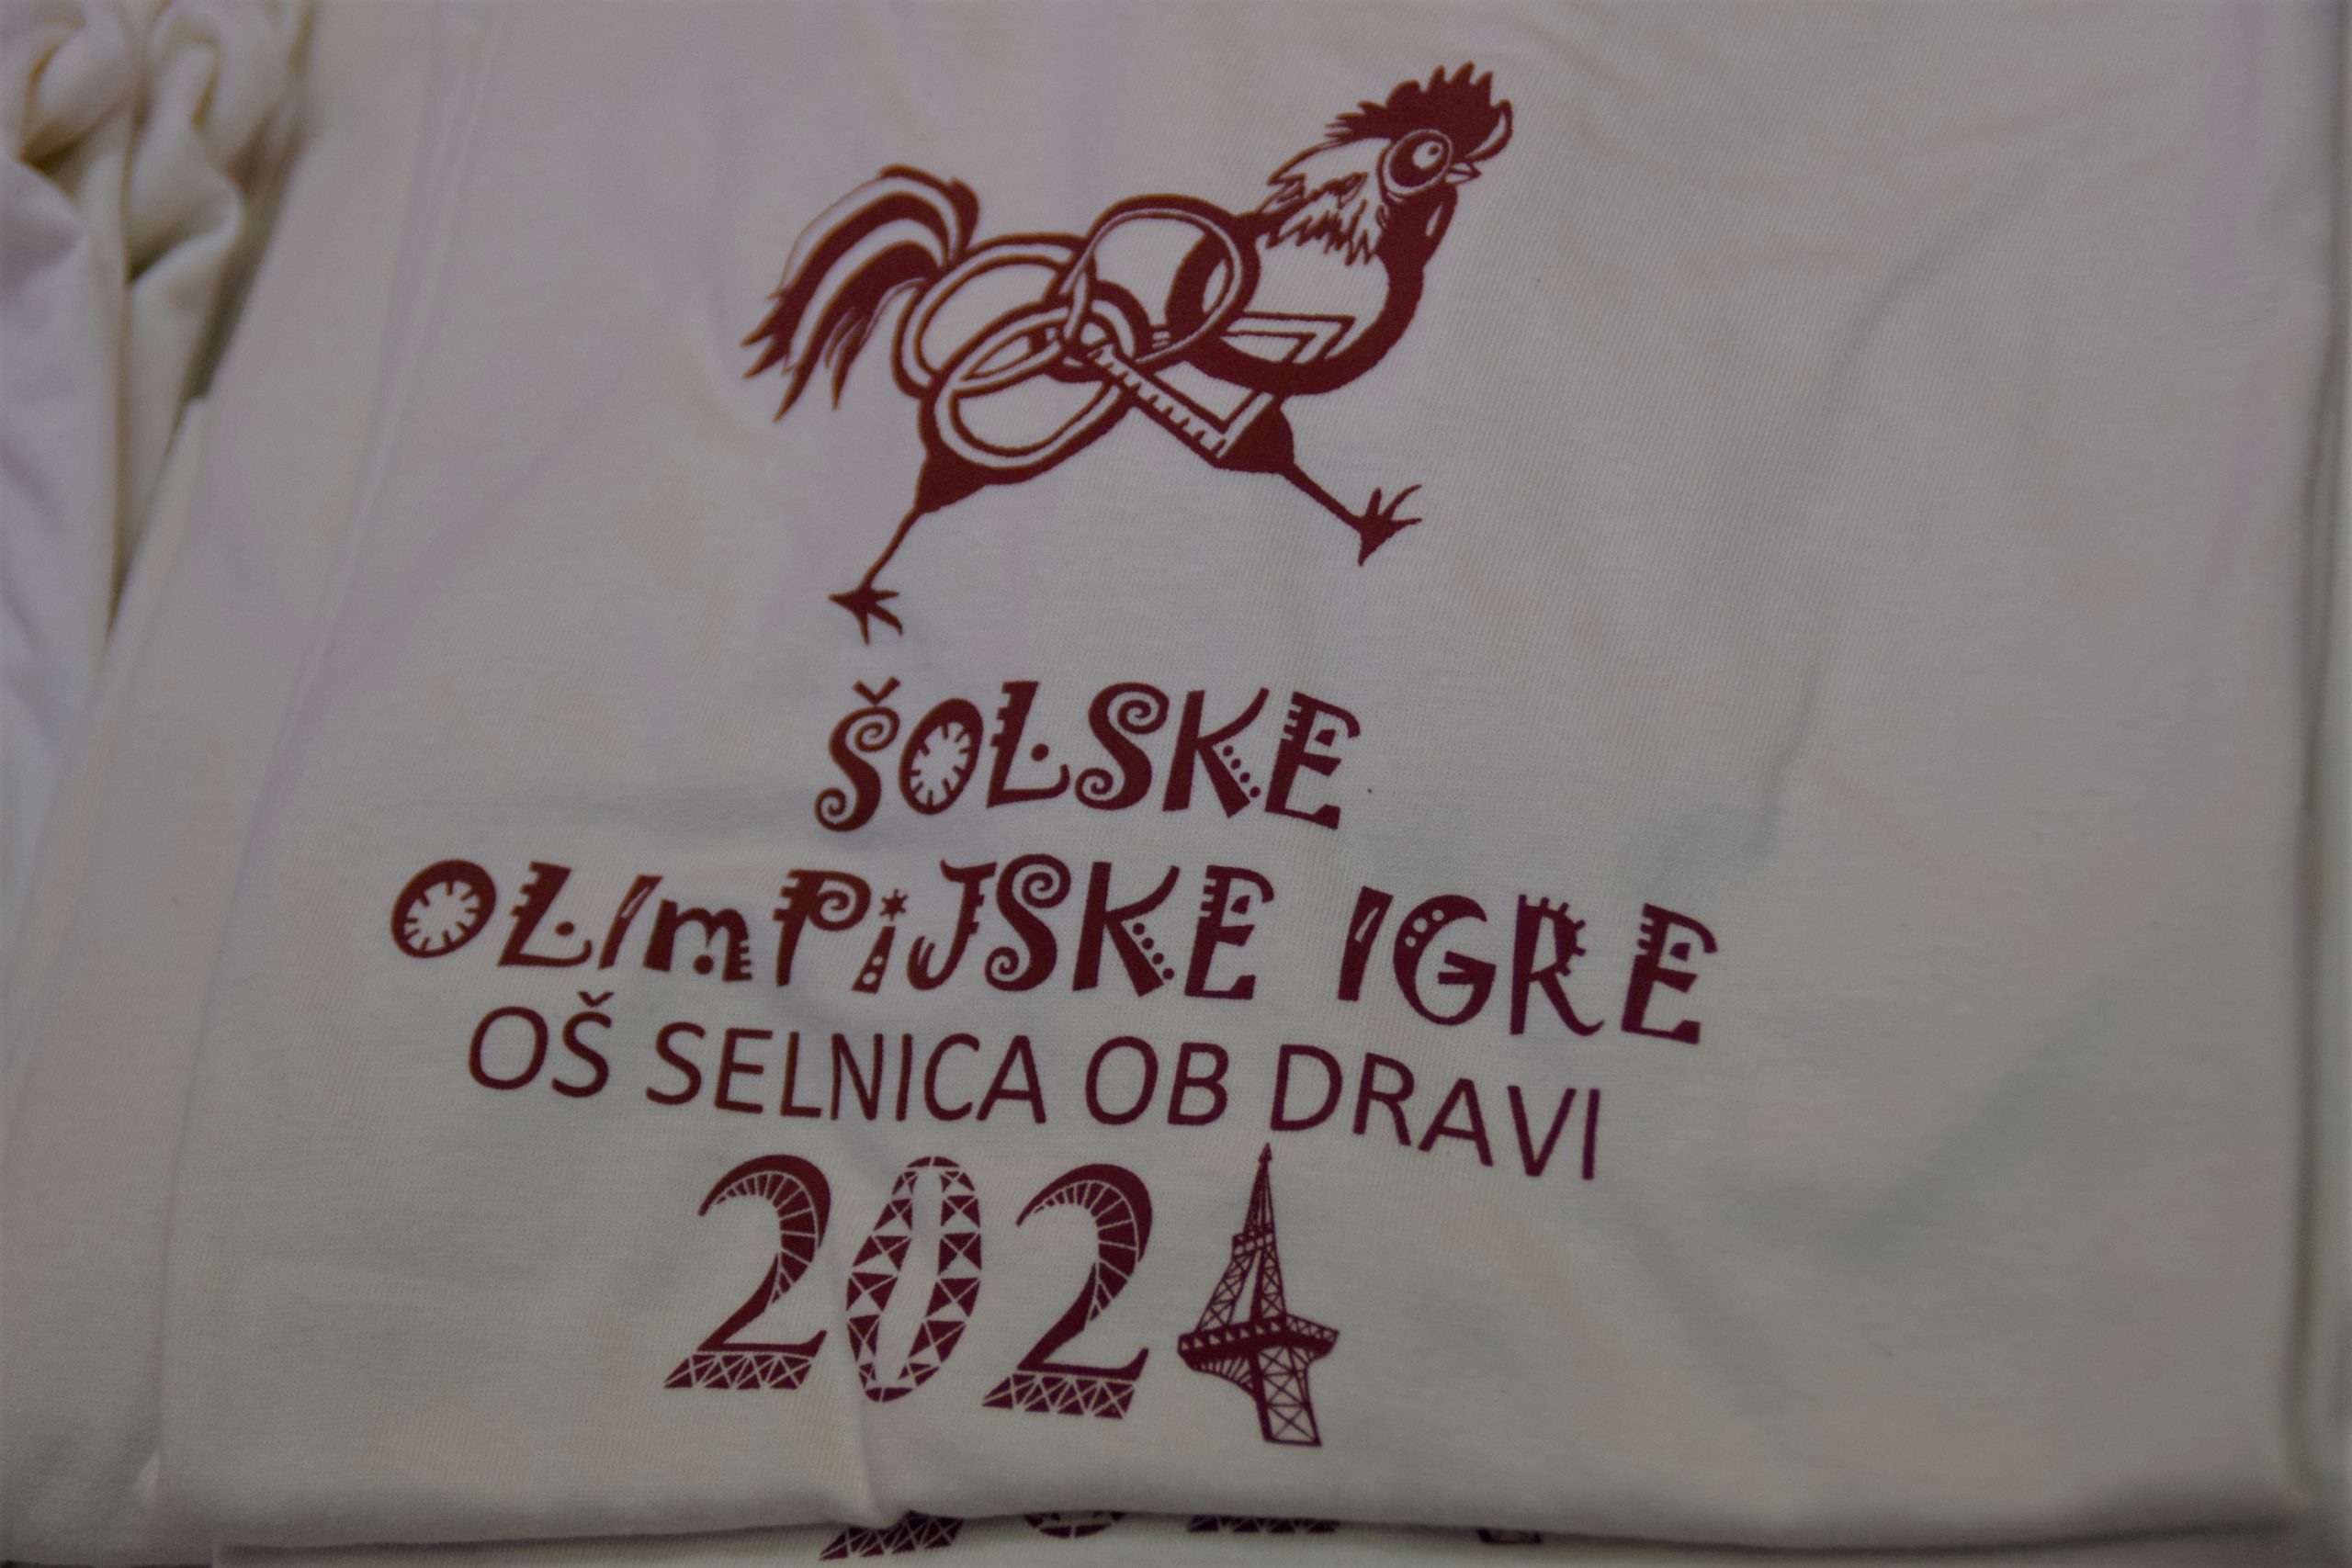 ŠOLSKE
OLImPiJSKE IGRE
OŠ SELNICA OB DRAVI
2024